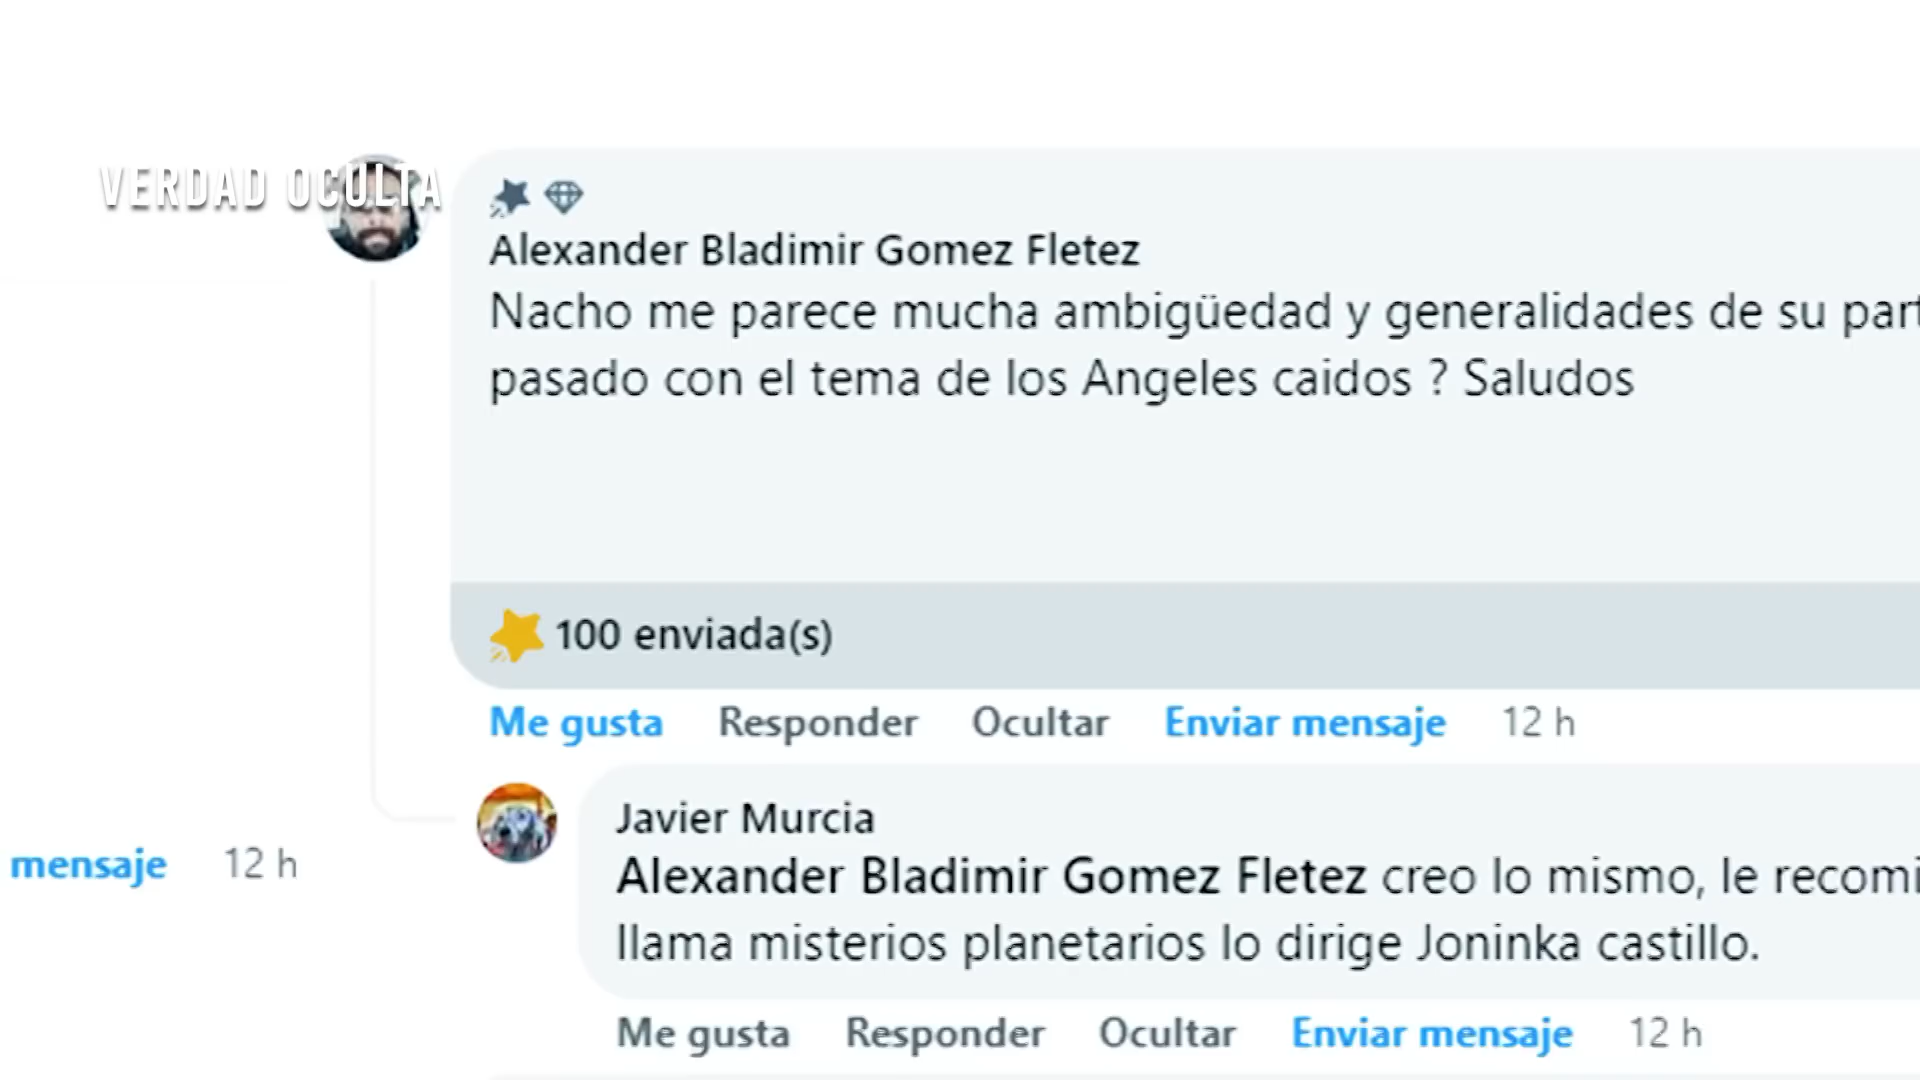 VERDAD OCULTA
Alexander Bladimir Gomez Fletez
Nacho me parece mucha ambigüedad y generalidades de su
pasado con el tema de los Angeles caidos ? Saludos
100 enviada(s)
Me gusta Responder Ocultar Enviar mensaje 12 h
Javier Murcia
mensaje 12 h
Alexander Bladimir Gomez Fletez creo lo mismo, le
llama misterios planetarios lo dirige Joninka castillo.
Me gusta Responder Ocultar Enviar mensaje 12 h